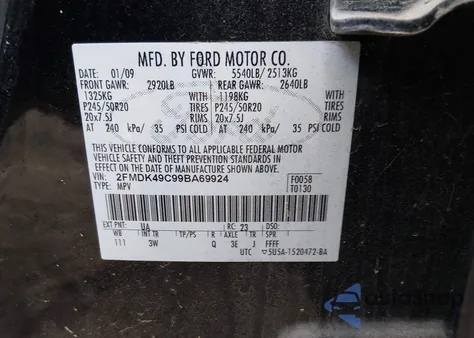 MFD. BY FORD MOTOR CO.
DATE: 01/09 GVWR: 5540LB/ 2513KG
FRONT GAWR: 2920LB REAR GAWR: 2640LB
1325KG WITH 1198KG WITH
P245/50R20 TIRES P245/50R20 TIRES
20x7.5J RIMS 20x7.5J RIMS
AT 240 kPa/ 35 PSI COLD AT 240 kPa/ 35 PSI COLD
THIS VEHICLE CONFORMS TO ALL APPLICABLE FEDERAL MOTOR
VEHICLE SAFETY AND THEFT PREVENTION STANDARDS IN EFFECT ON
THE DATE OF MANUFACTURE SHOWN ABOVE.
VIN: 2FMDK49C99BA69924 F0058
TYPE: MPV T0130
EXT PNT: UA RC: 23 DSO:
WB INT TR TP/PS R AXLE TR SPR
111 3W Q 3E J FFFF
UTC 5U5A-1520472-BA